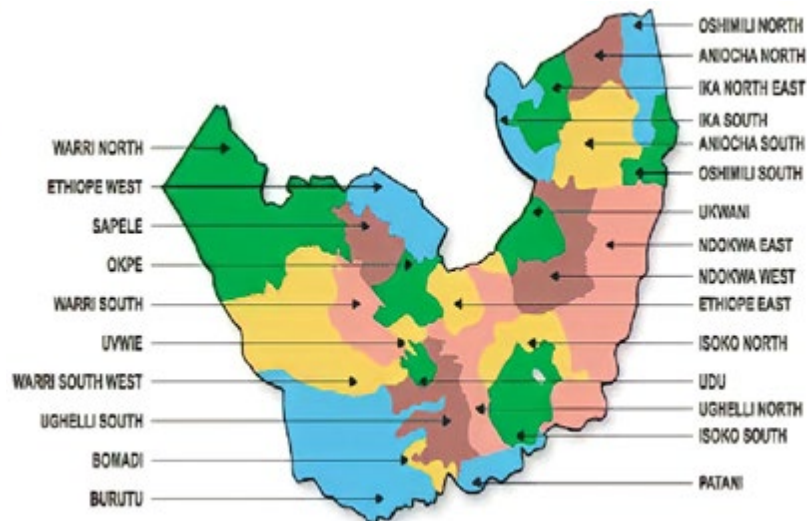 WARRI NORTH
ETHIOPE WEST
SAPELE
OKPE
WARRI SOUTH
UVWIE
WARRI SOUTH WEST
UGHELLI SOUTH
BOMADI
BURUTU
OSHIMILI NORTH
ANIOCHA NORTH
IKA NORTH EAST
IKA SOUTH
ANIOCHA SOUTH
OSHIMILI SOUTH
UKWANI
NDOKWA EAST
NDOKWA WEST
ETHIOPE EAST
ISOKO NORTH
UDU
UGHELLI NORTH
ISOKO SOUTH
PATANI